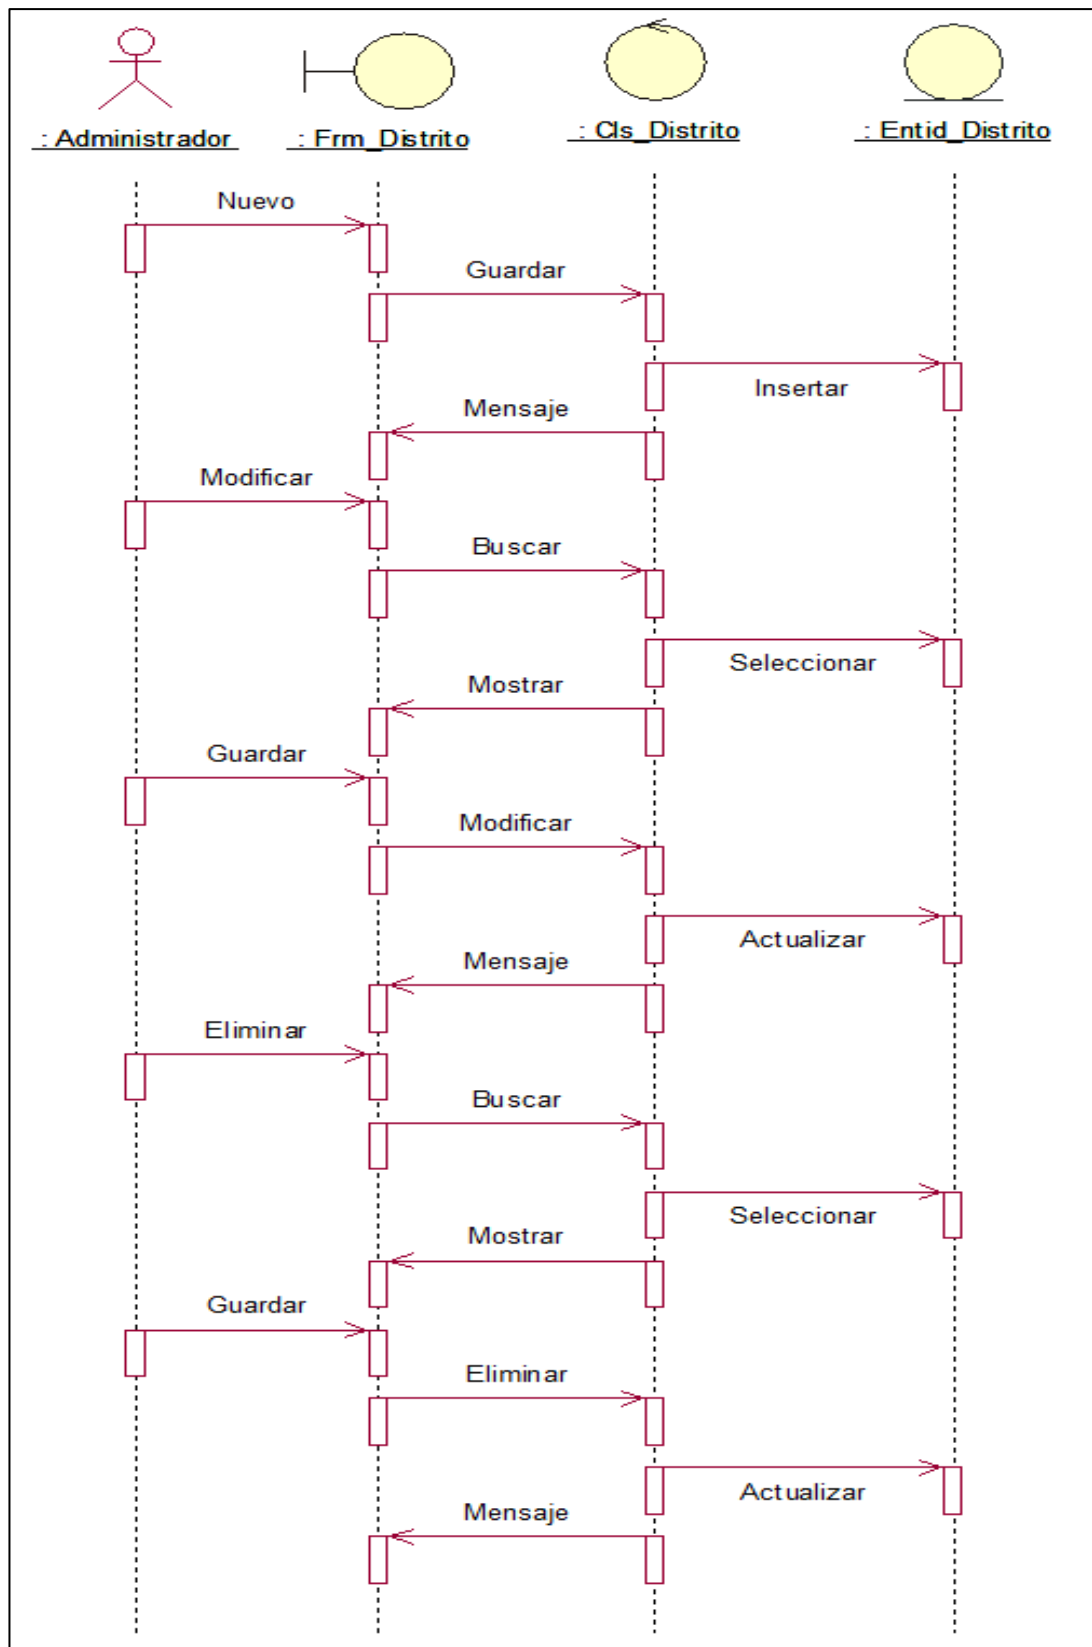 : Administrador
: Frm_Distrito
: Cls_Distrito
: Entid_Distrito
Nuevo
Guardar
Insertar
Mensaje
Modificar
Buscar
Seleccionar
Mostrar
Guardar
Modificar
Actualizar
Mensaje
Eliminar
Buscar
Seleccionar
Mostrar
Guardar
Eliminar
Actualizar
Mensaje